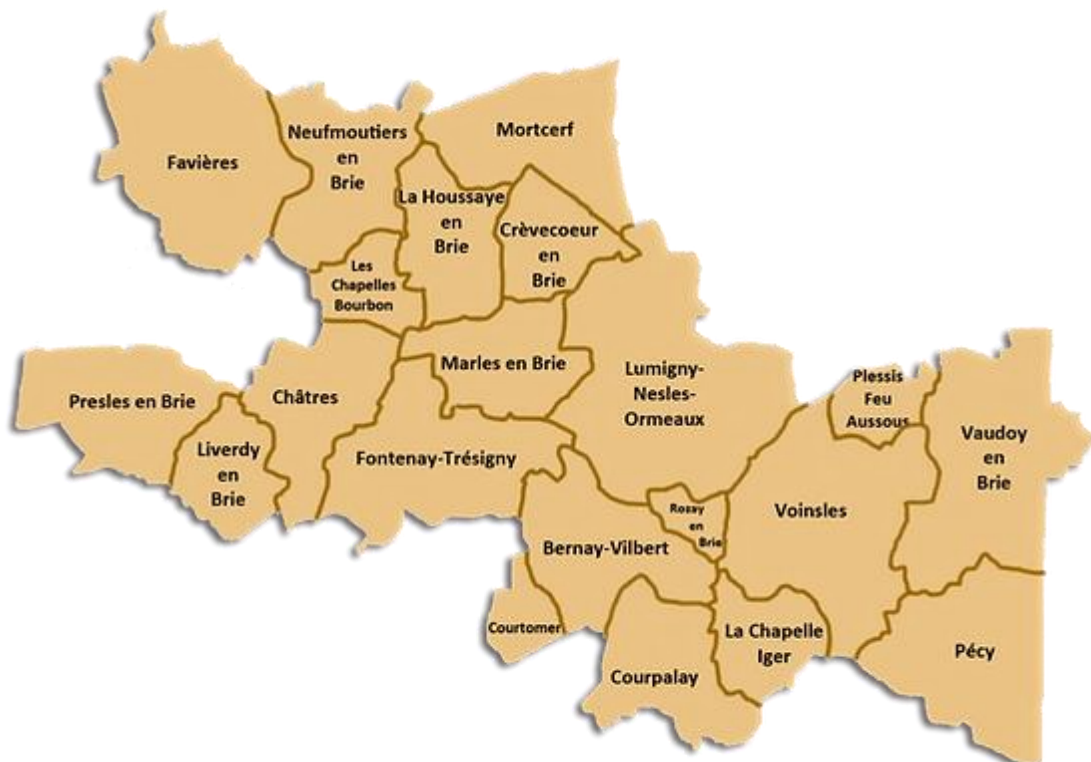 Favières
Neufmoutiers
en
Brie
Mortcerf
La Houssaye
en
Brie
Crèvecoeur
en
Brie
Les
Chapelles
Bourbon
Marles en Brie
Lumigny-
Nesles-
Ormeaux
Plessis
Feu
Aussous
Presles en Brie
Châtres
Liverdy
en
Brie
Fontenay-Trésigny
Vaudoy
en
Brie
Rozay
en
Brie
Voinsles
Bernay-Vilbert
Courtomer
La Chapelle
Iger
Courpalay
Pécy